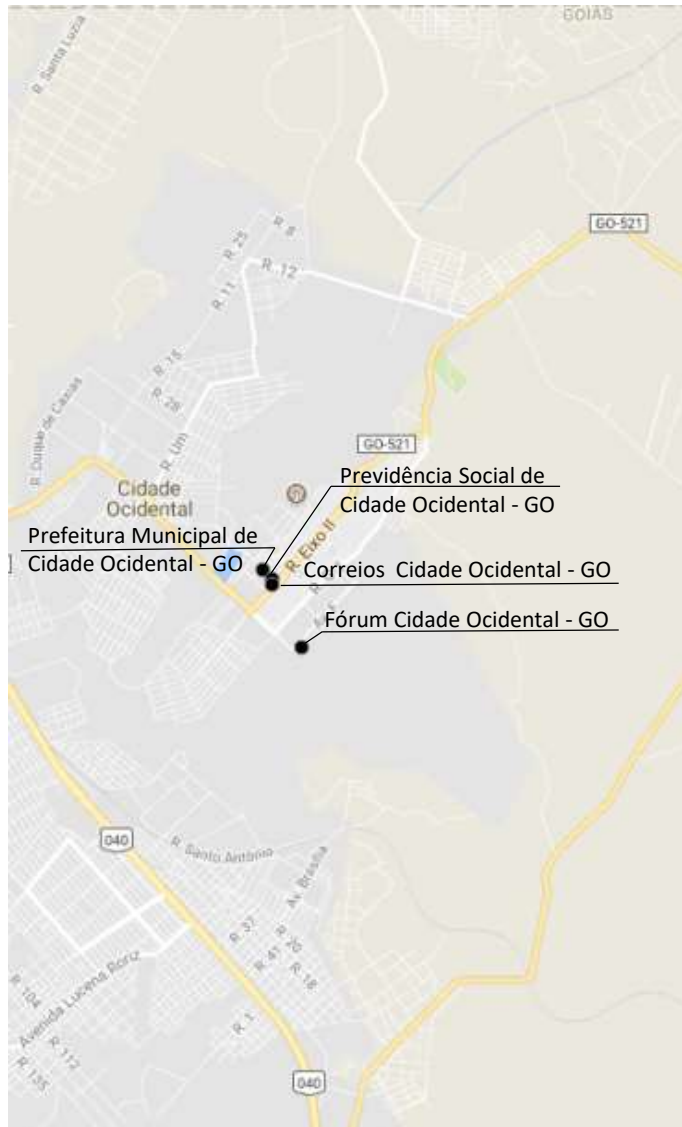 GOIÁS
R. Santa Luzia
GO-521
R. 8
R. 25
R. 12
R. 11
R. 15
R. 28
R. Duque de Caxias
R. Um
GO-521
Cidade
Ocidental
Previdência Social de
Cidade Ocidental - GO
Prefeitura Municipal de
Cidade Ocidental - GO
R. Eixo II
Correios Cidade Ocidental - GO
Fórum Cidade Ocidental - GO
040
R. Santo Antônio
Av. Brasília
R. 37
R. 20
R. 41
R. 18
R. 104
Avenida Lucena Roriz
R. 1
R. 112
R. 135
040